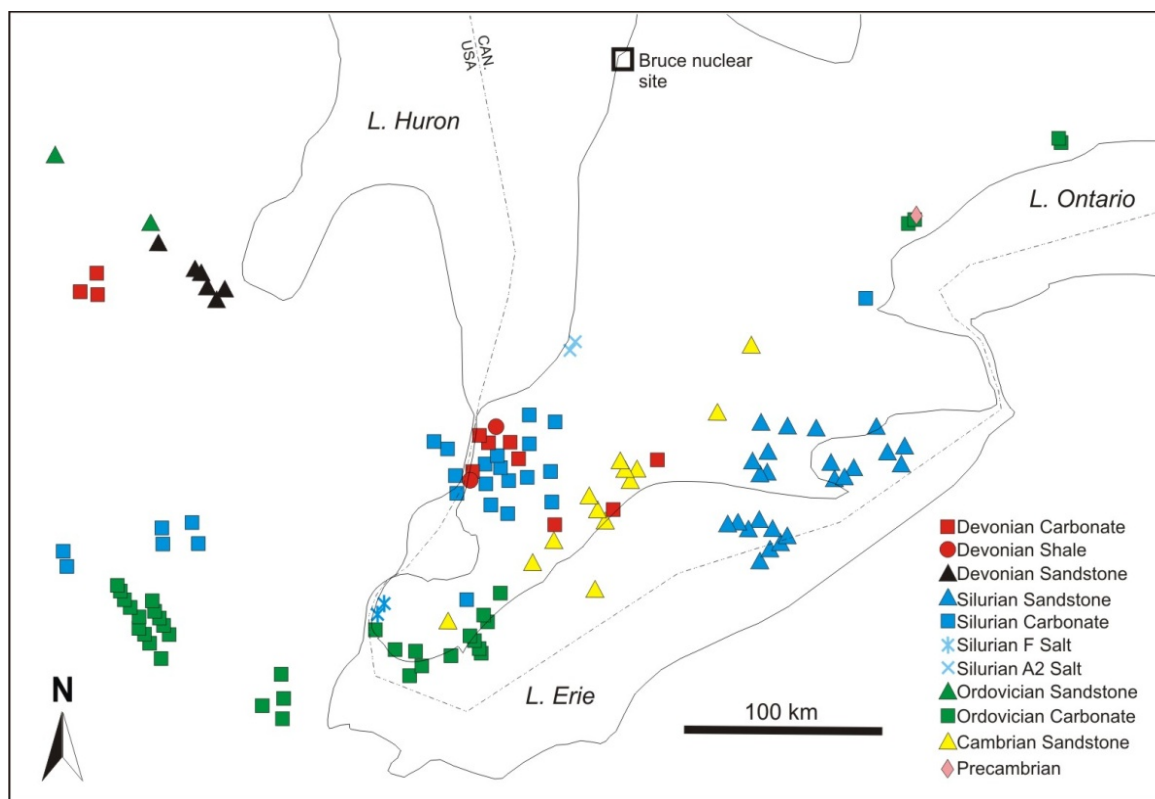 CAN.
USA
Bruce nuclear
site
L. Huron
L. Ontario
L. Erie
N
100 km
Devonian Carbonate
Devonian Shale
Devonian Sandstone
Silurian Sandstone
Silurian Carbonate
Silurian F Salt
Silurian A2 Salt
Ordovician Sandstone
Ordovician Carbonate
Cambrian Sandstone
Precambrian